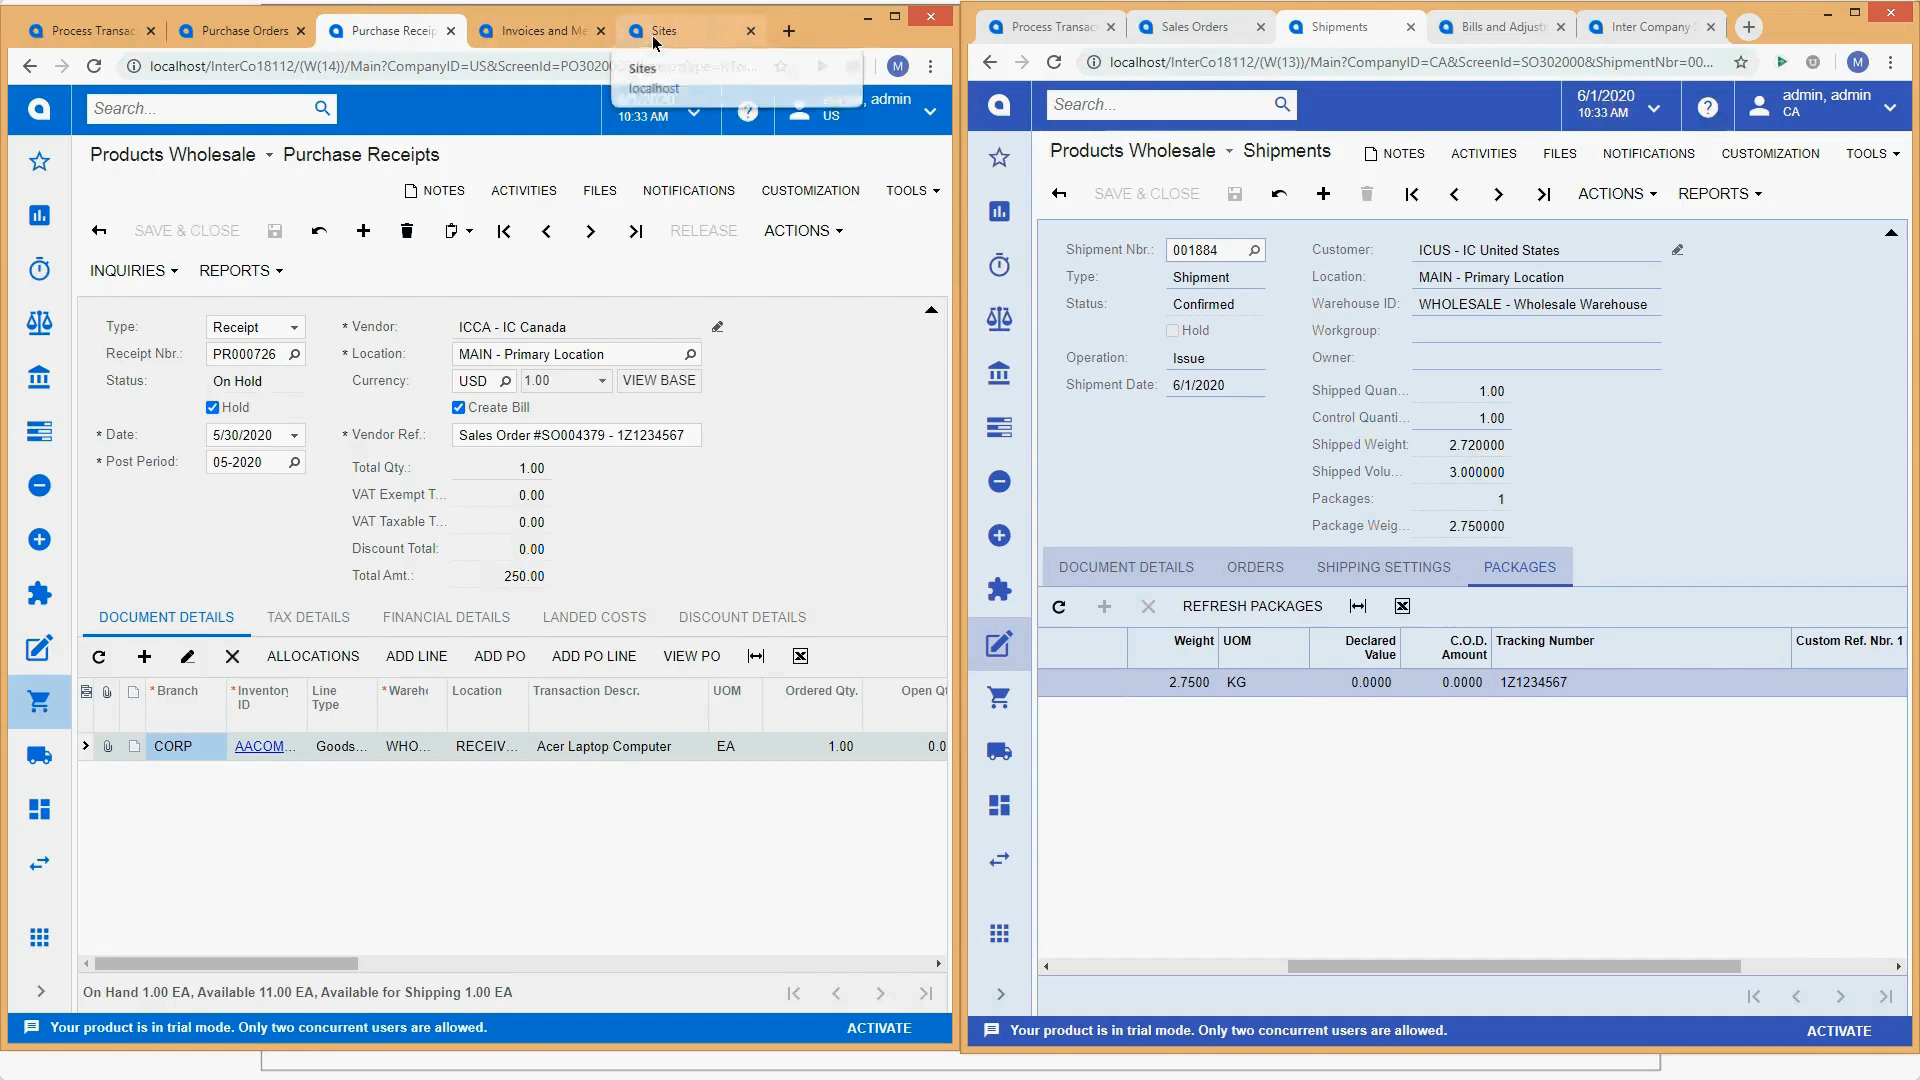 Process Transac
Purchase Orders
Purchase Receip
Invoices and Me
Sites
localhost/InterCo18112/(W(14))/Main?CompanyID=US&ScreenId=PO30200
M
Sites
localhost
Search...
10:33 AM
, admin
US
Products Wholesale
Purchase Receipts
NOTES
ACTIVITIES
FILES
NOTIFICATIONS
CUSTOMIZATION
TOOLS
SAVE & CLOSE
RELEASE
ACTIONS
INQUIRIES
REPORTS
Type:
Receipt
* Vendor:
ICCA - IC Canada
Receipt Nbr.:
PR000726
* Location:
MAIN - Primary Location
Status:
On Hold
Currency:
USD
1.00
VIEW BASE
Hold
Create Bill
* Date:
5/30/2020
* Vendor Ref.:
Sales Order #SO004379 - 1Z1234567
* Post Period:
05-2020
Total Qty.:
1.00
VAT Exempt T...
0.00
VAT Taxable T...
0.00
Discount Total:
0.00
Total Amt.:
250.00
DOCUMENT DETAILS
TAX DETAILS
FINANCIAL DETAILS
LANDED COSTS
DISCOUNT DETAILS
ALLOCATIONS
ADD LINE
ADD PO
ADD PO LINE
VIEW PO
* Branch
* Inventory
ID
Line
Type
* Wareho
Location
Transaction Descr.
UOM
Ordered Qty.
Open Qt
CORP
AACOM...
Goods...
WHO...
RECEIV...
Acer Laptop Computer
EA
1.00
0.0
On Hand 1.00 EA, Available 11.00 EA, Available for Shipping 1.00 EA
Your product is in trial mode. Only two concurrent users are allowed.
ACTIVATE
Process Transac
Sales Orders
Shipments
Bills and Adjustm
Inter Company S
localhost/InterCo18112/(W(13))/Main?CompanyID=CA&ScreenId=SO302000&ShipmentNbr=00...
M
Search...
6/1/2020
10:33 AM
admin, admin
CA
Products Wholesale
Shipments
NOTES
ACTIVITIES
FILES
NOTIFICATIONS
CUSTOMIZATION
TOOLS
SAVE & CLOSE
ACTIONS
REPORTS
Shipment Nbr.:
001884
Customer:
ICUS - IC United States
Type:
Shipment
Location:
MAIN - Primary Location
Status:
Confirmed
Warehouse ID:
WHOLESALE - Wholesale Warehouse
Hold
Workgroup:
Operation:
Issue
Owner:
Shipment Date:
6/1/2020
Shipped Quan...
1.00
Control Quanti...
1.00
Shipped Weight:
2.720000
Shipped Volu...
3.000000
Packages:
1
Package Weig...
2.750000
DOCUMENT DETAILS
ORDERS
SHIPPING SETTINGS
PACKAGES
REFRESH PACKAGES
Weight
UOM
Declared
Value
C.O.D.
Amount
Tracking Number
Custom Ref. Nbr. 1
2.7500
KG
0.0000
0.0000
1Z1234567
Your product is in trial mode. Only two concurrent users are allowed.
ACTIVATE